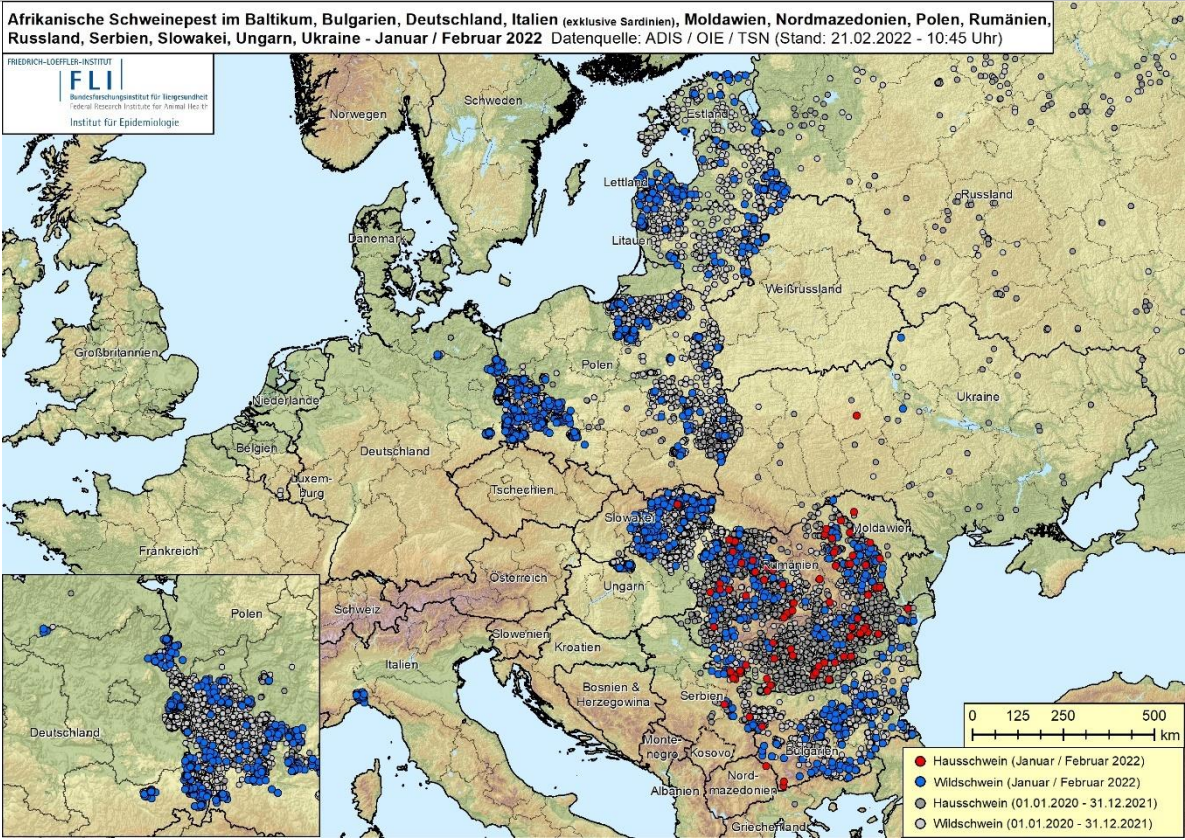 Afrikanische Schweinepest im Baltikum, Bulgarien, Deutschland, Italien (exklusive Sardinien), Moldawien, Nordmazedonien, Polen, Rumänien,
Russland, Serbien, Slowakei, Ungarn, Ukraine - Januar / Februar 2022 Datenquelle: ADIS / OIE / TSN (Stand: 21.02.2022 - 10:45 Uhr)
FRIEDRICH-LOEFFLER-INSTITUT
FLI
Bundesforschungsinstitut für Tiergesundheit
Federal Research Institute for Animal Health
Institut für Epidemiologie
Norwegen
Schweden
Estland
Lettland
Russland
Dänemark
Litauen
Weißrussland
Großbritannien
Polen
Niederlande
Ukraine
Belgien
Deutschland
Luxem-
burg
Tschechien
Slowakei
Moldawien
Frankreich
Rumänien
Österreich
Ungarn
Schweiz
Slowenien
Kroatien
Italien
Bosnien &
Herzegowina
Serbien
Monte-
negro
Kosovo
Bulgarien
Albanien
Nord-
mazedonien
Griechenland
Polen
Deutschland
0 125 250 500
km
Hausschwein (Januar / Februar 2022)
Wildschwein (Januar / Februar 2022)
Hausschwein (01.01.2020 - 31.12.2021)
Wildschwein (01.01.2020 - 31.12.2021)